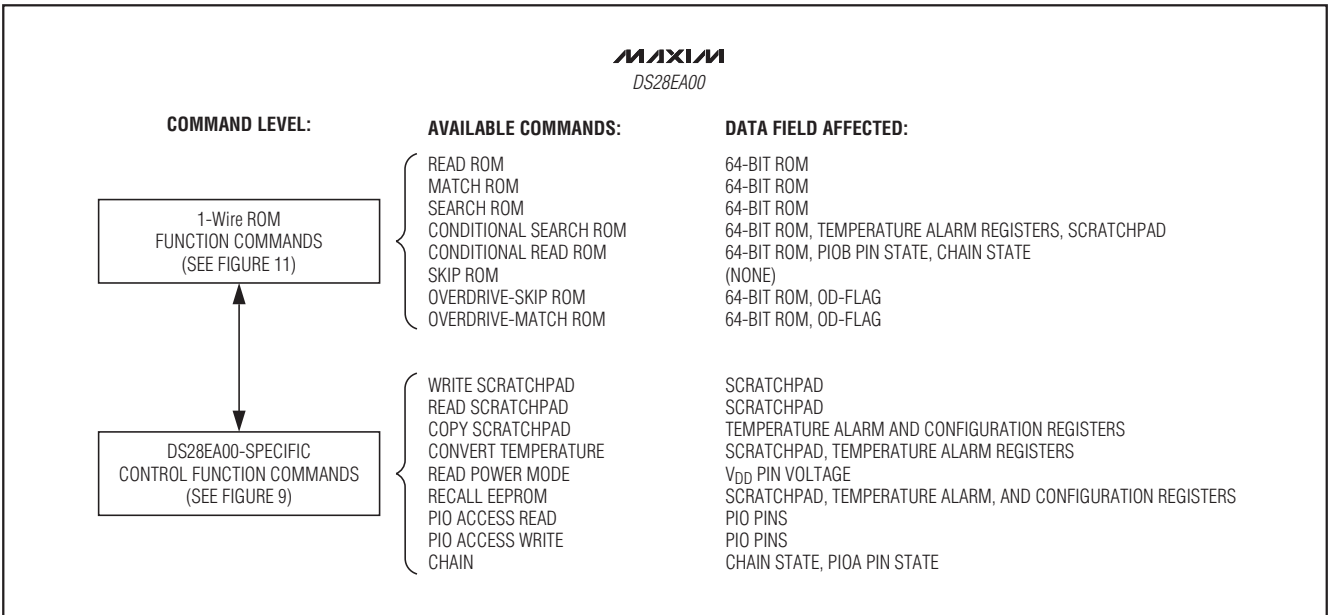 MAXIM
DS28EA00
COMMAND LEVEL: AVAILABLE COMMANDS: DATA FIELD AFFECTED:
1-Wire ROM
FUNCTION COMMANDS
(SEE FIGURE 11)
READ ROM 64-BIT ROM
MATCH ROM 64-BIT ROM
SEARCH ROM 64-BIT ROM
CONDITIONAL SEARCH ROM 64-BIT ROM, TEMPERATURE ALARM REGISTERS, SCRATCHPAD
CONDITIONAL READ ROM 64-BIT ROM, PIOB PIN STATE, CHAIN STATE
SKIP ROM (NONE)
OVERDRIVE-SKIP ROM 64-BIT ROM, OD-FLAG
OVERDRIVE-MATCH ROM 64-BIT ROM, OD-FLAG
DS28EA00-SPECIFIC
CONTROL FUNCTION COMMANDS
(SEE FIGURE 9)
WRITE SCRATCHPAD SCRATCHPAD
READ SCRATCHPAD SCRATCHPAD
COPY SCRATCHPAD TEMPERATURE ALARM AND CONFIGURATION REGISTERS
CONVERT TEMPERATURE SCRATCHPAD, TEMPERATURE ALARM REGISTERS
READ POWER MODE VDD PIN VOLTAGE
RECALL EEPROM SCRATCHPAD, TEMPERATURE ALARM, AND CONFIGURATION REGISTERS
PIO ACCESS READ PIO PINS
PIO ACCESS WRITE PIO PINS
CHAIN CHAIN STATE, PIOA PIN STATE